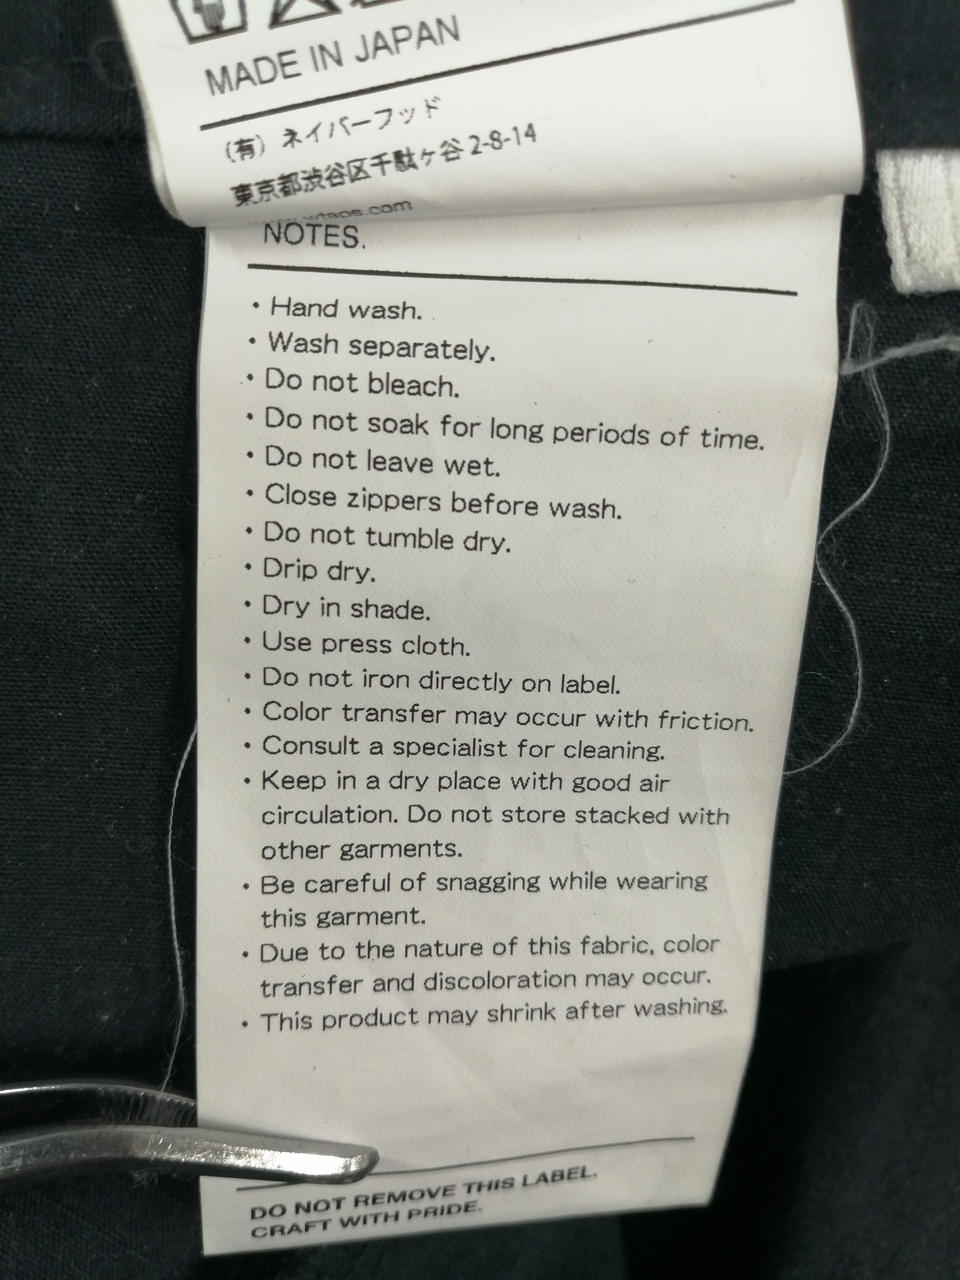 MADE IN JAPAN
(有) ネイバーフッド
東京都渋谷区千駄ヶ谷 2-8-14
www.wtaps.com
NOTES.
・Hand wash.
・Wash separately.
・Do not bleach.
・Do not soak for long periods of time.
・Do not leave wet.
・Close zippers before wash.
・Do not tumble dry.
・Drip dry.
・Dry in shade.
・Use press cloth.
・Do not iron directly on label.
・Color transfer may occur with friction.
・Consult a specialist for cleaning.
・Keep in a dry place with good air
circulation. Do not store stacked with
other garments.
・Be careful of snagging while wearing
this garment.
・Due to the nature of this fabric, color
transfer and discoloration may occur.
・This product may shrink after washing.
DO NOT REMOVE THIS LABEL.
CRAFT WITH PRIDE.